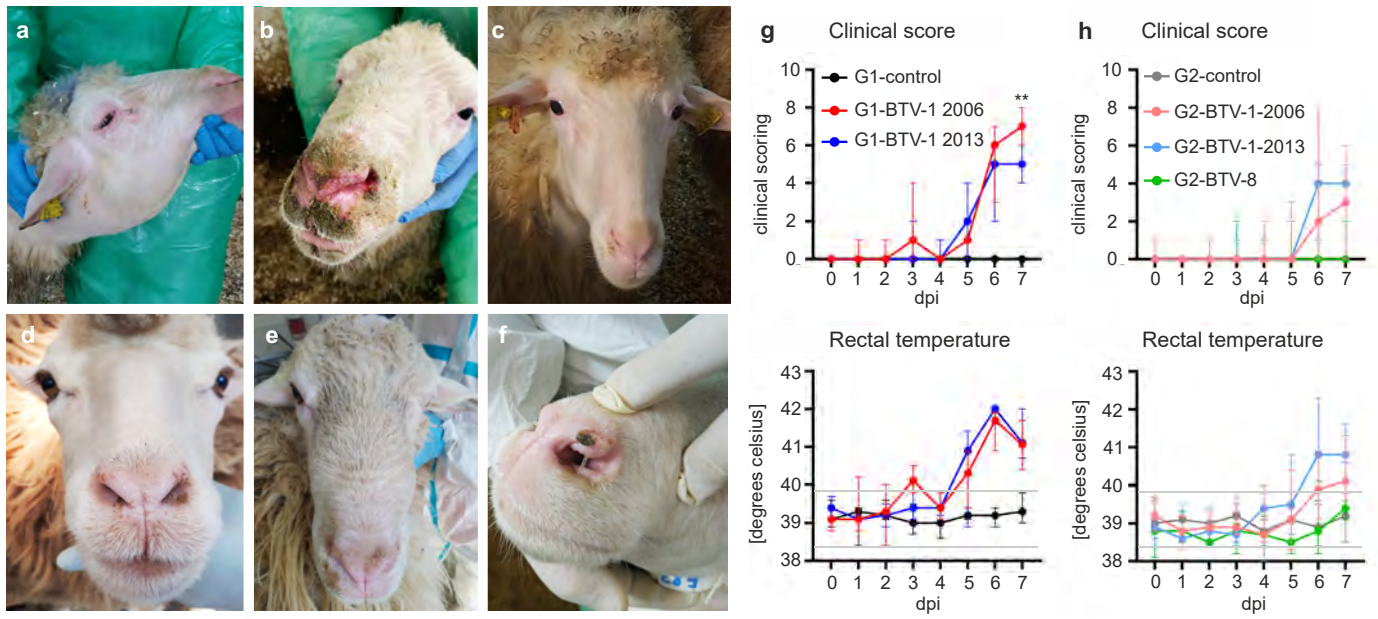 a
b
c
d
e
f
g
Clinical score
clinical scoring
10
8
6
4
2
0
G1-control
G1-BTV-1 2006
G1-BTV-1 2013
**
0 1 2 3 4 5 6 7
dpi
Rectal temperature
[degrees celsius]
43
42
41
40
39
38
0 1 2 3 4 5 6 7
dpi
h
Clinical score
clinical scoring
10
8
6
4
2
0
G2-control
G2-BTV-1-2006
G2-BTV-1-2013
G2-BTV-8
0 1 2 3 4 5 6 7
dpi
Rectal temperature
[degrees celsius]
43
42
41
40
39
38
0 1 2 3 4 5 6 7
dpi